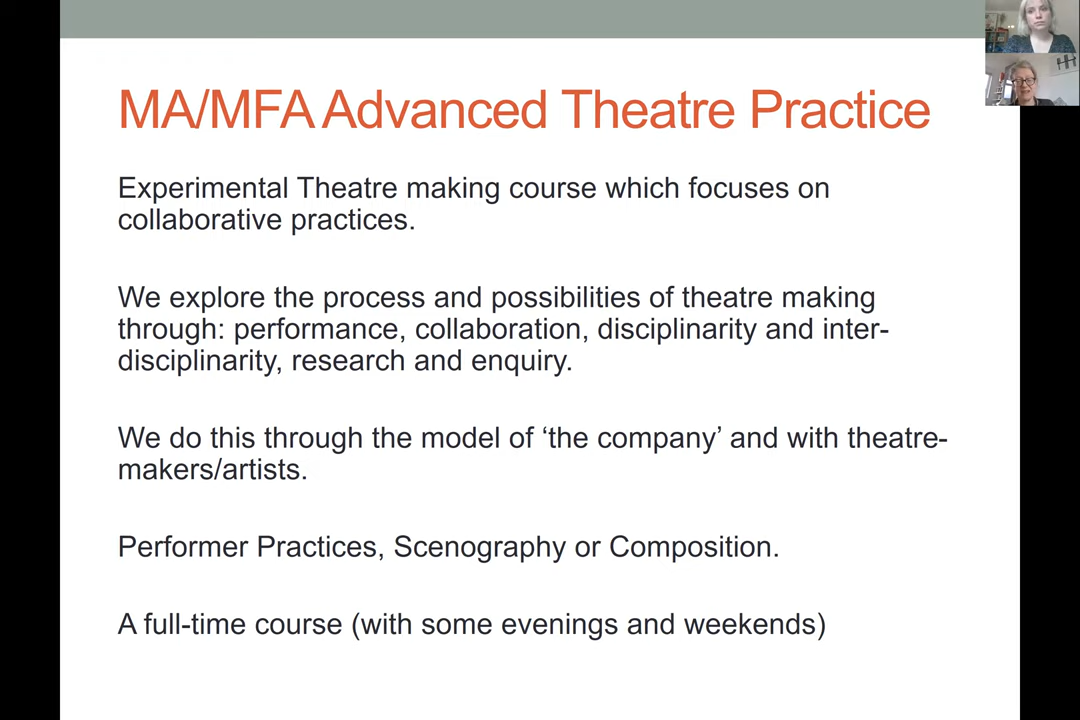 MA/MFA Advanced Theatre Practice
Experimental Theatre making course which focuses on
collaborative practices.
We explore the process and possibilities of theatre making
through: performance, collaboration, disciplinarity and inter-
disciplinarity, research and enquiry.
We do this through the model of ‘the company’ and with theatre-
makers/artists.
Performer Practices, Scenography or Composition.
A full-time course (with some evenings and weekends)